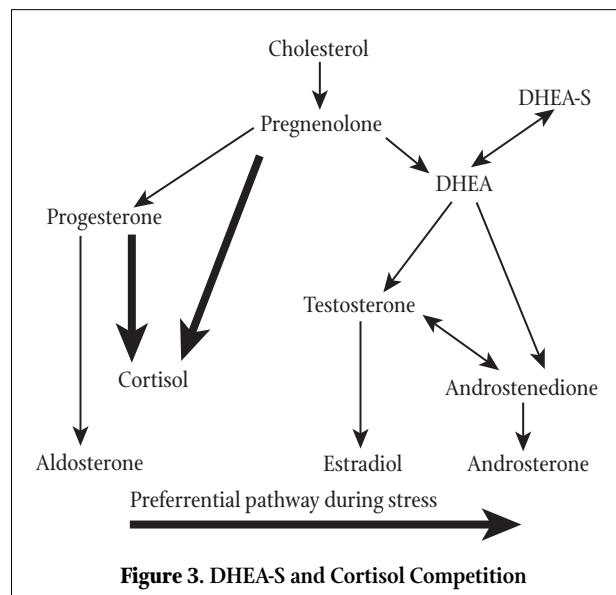 Cholesterol
DHEA-S
Pregnenolone
DHEA
Progesterone
Testosterone
Cortisol
Androstenedione
Aldosterone
Estradiol
Androsterone
Preferrential pathway during stress
Figure 3. DHEA-S and Cortisol Competition